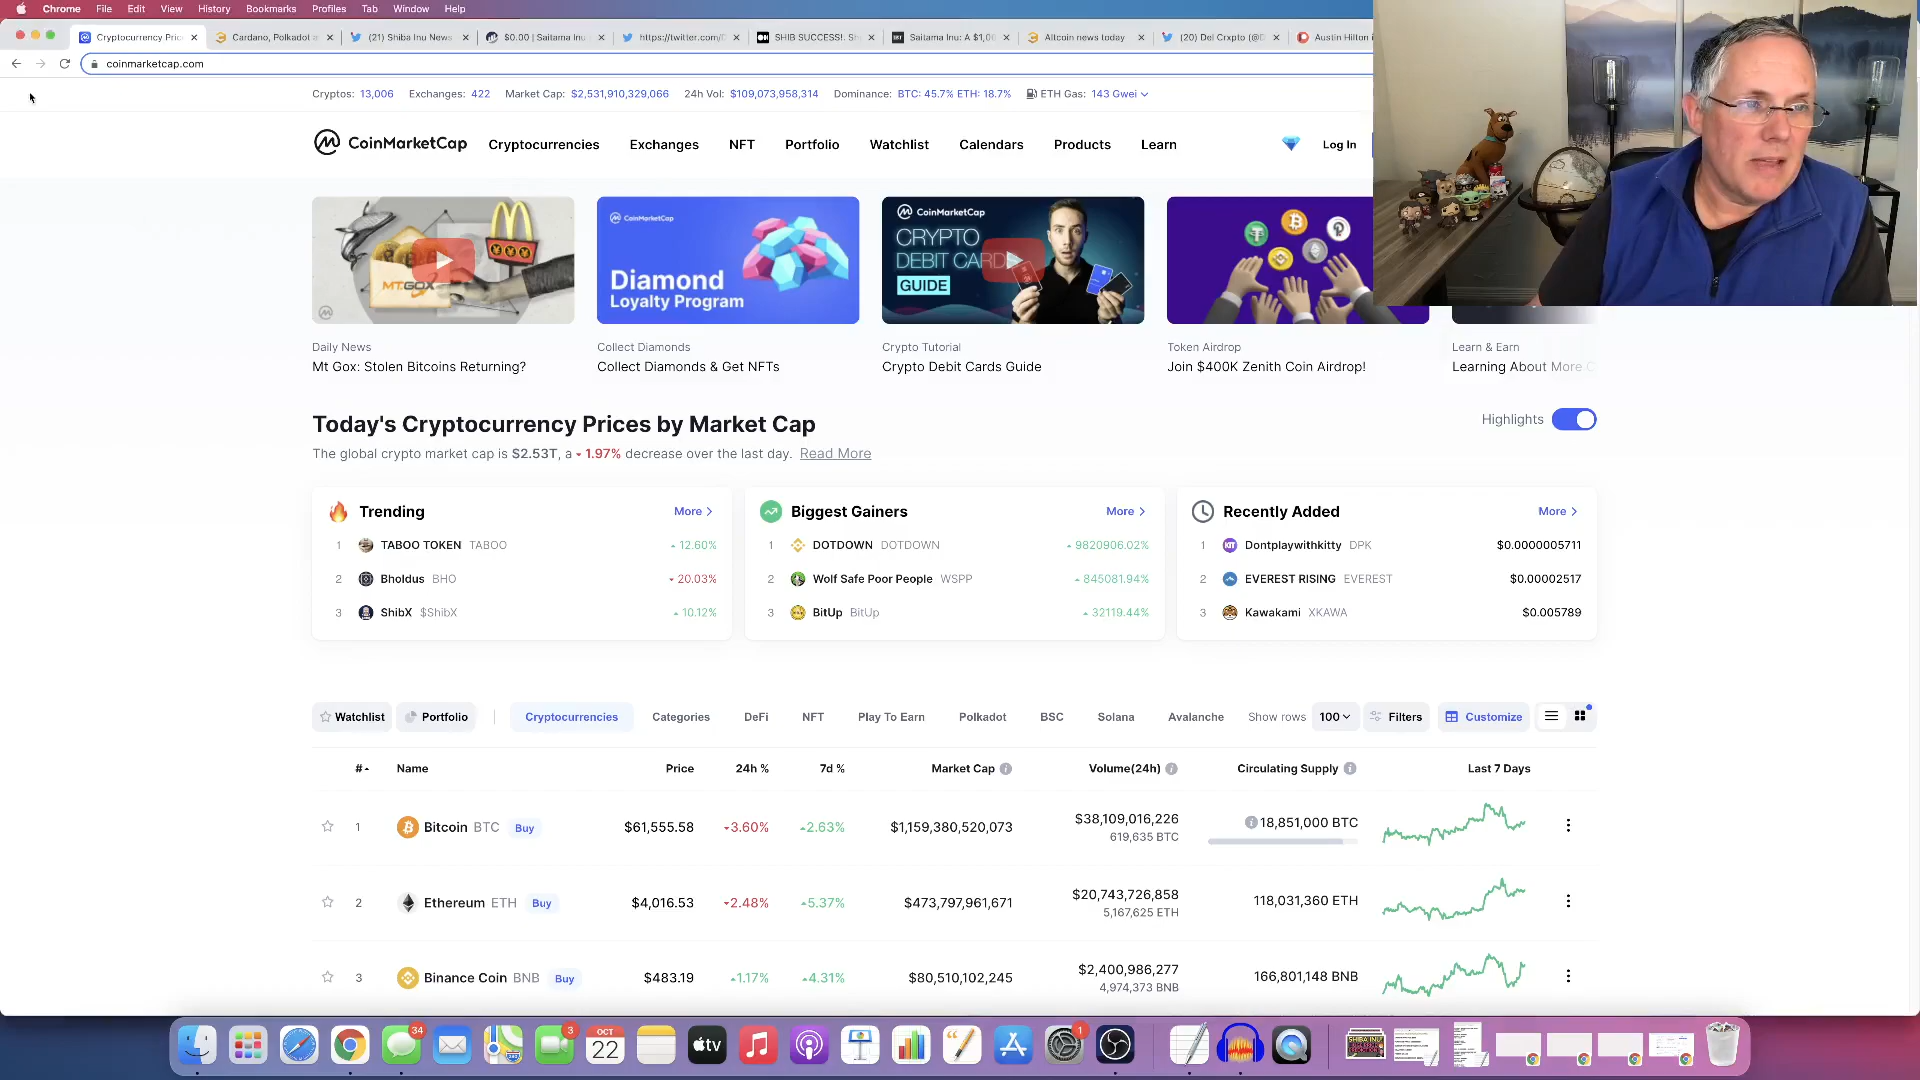 Chrome File Edit View History Bookmarks Profiles Tab Window Help
Cryptocurrency Pric
Cardano, Polkadot a
(21) Shiba Inu News
$0.00 | Saitama Inu
https://twitter.com/D
SHIB SUCCESS!: Sh
Saitama Inu: A $1,0
Altcoin news today
(20) Del Crxpto (@D
Austin Hilton i
coinmarketcap.com
Cryptos: 13,006 Exchanges: 422 Market Cap: $2,531,910,329,066 24h Vol: $109,073,958,314 Dominance: BTC: 45.7% ETH: 18.7% ETH Gas: 143 Gwei
CoinMarketCap Cryptocurrencies Exchanges NFT Portfolio Watchlist Calendars Products Learn Log In
MT.GOX
CoinMarketCap
Diamond
Loyalty Program
CoinMarketCap
CRYPTO
DEBIT CARD
GUIDE
Daily News
Mt Gox: Stolen Bitcoins Returning?
Collect Diamonds
Collect Diamonds & Get NFTs
Crypto Tutorial
Crypto Debit Cards Guide
Token Airdrop
Join $400K Zenith Coin Airdrop!
Learn & Earn
Learning About More C
Today's Cryptocurrency Prices by Market Cap
Highlights
The global crypto market cap is $2.53T, a 1.97% decrease over the last day. Read More
Trending More
1 TABOO TOKEN TABOO 12.60%
2 Bholdus BHO 20.03%
3 ShibX $ShibX 10.12%
Biggest Gainers More
1 DOTDOWN DOTDOWN 9820906.02%
2 Wolf Safe Poor People WSPP 845081.94%
3 BitUp BitUp 32119.44%
Recently Added More
1 Dontplaywithkitty DPK $0.0000005711
2 EVEREST RISING EVEREST $0.00002517
3 Kawakami XKAWA $0.005789
Watchlist Portfolio Cryptocurrencies Categories DeFi NFT Play To Earn Polkadot BSC Solana Avalanche Show rows 100 Filters Customize
# Name Price 24h % 7d % Market Cap Volume(24h) Circulating Supply Last 7 Days
1 Bitcoin BTC Buy $61,555.58 3.60% 2.63% $1,159,380,520,073 $38,109,016,226 18,851,000 BTC
619,635 BTC
2 Ethereum ETH Buy $4,016.53 2.48% 5.37% $473,797,961,671 $20,743,726,858 118,031,360 ETH
5,167,625 ETH
3 Binance Coin BNB Buy $483.19 1.17% 4.31% $80,510,102,245 $2,400,986,277 166,801,148 BNB
4,974,373 BNB
34
3
OCT
22
tv
1